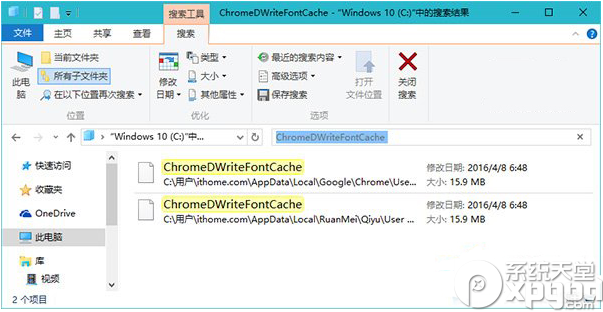 搜索工具
ChromeDWriteFontCache - "Windows 10 (C:)"中的搜索结果
文件 主页 共享 查看 搜索
此电脑
当前文件夹
所有子文件夹
在以下位置再次搜索
位置
修改日期
类型
大小
其他属性
优化
最近的搜索内容
高级选项
保存搜索
选项
打开文件位置
关闭搜索
"Windows 10 (C:)"中...
ChromeDWriteFontCache
快速访问
收藏夹
OneDrive
此电脑
库
视频
ChromeDWriteFontCache
修改日期: 2016/4/8 6:48
C:\用户\ithome.com\AppData\Local\Google\Chrome\Use...
大小: 15.9 MB
ChromeDWriteFontCache
修改日期: 2016/4/8 6:48
C:\用户\ithome.com\AppData\Local\RuanMei\Qiyu\User ...
大小: 15.9 MB
2 个项目
系统天堂